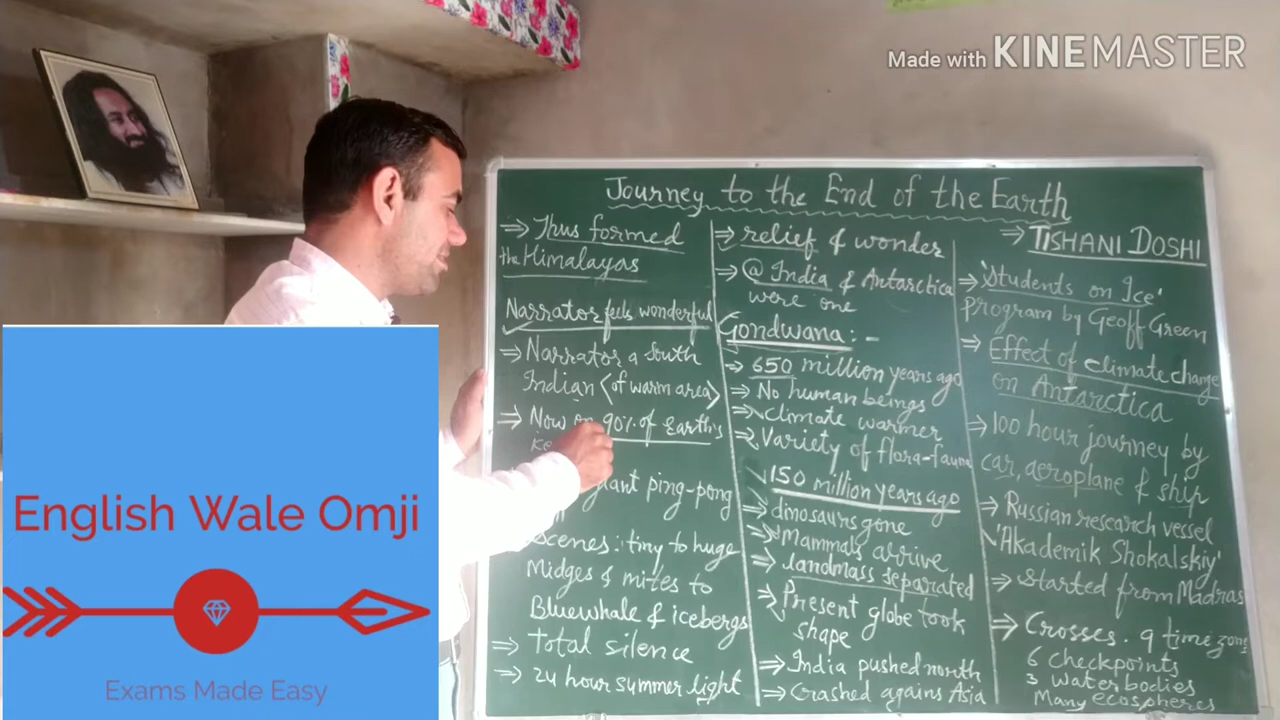 Made with KINEMASTER
Journey to the End of the Earth
⇒ Thus formed
the Himalayas
Narrator feels wonderful
⇒ Narrator a South
Indian <of warm area>
⇒ Now on 90% of Earth's
giant ping-pong
Scenes: tiny to huge
Midges & mites to
Bluewhale & icebergs
⇒ Total silence
⇒ 24 hour summer light
⇒ relief & wonder
⇒ @ India & Antarctica
were one
Gondwana: -
⇒ 650 million years ago
⇒ No human beings
⇒ Climate warmer
⇒ Variety of flora-fauna
150 million years ago
⇒ dinosaurs gone
⇒ Mammals arrive
⇒ landmass separated
⇒ Present globe took
shape
⇒ India pushed north
⇒ Crashed agains Asia
⇒ TISHANI DOSHI
⇒ 'Students on Ice'
program by Geoff Green
⇒ Effect of climate change
on Antarctica
⇒ 100 hour journey by
car, aeroplane & ship
⇒ Russian research vessel
'Akademik Shokalskiy'
⇒ Started from Madras
⇒ Crosses. 9 time zones
6 checkpoints
3 water bodies
Many ecospheres
English Wale Omji
Exams Made Easy